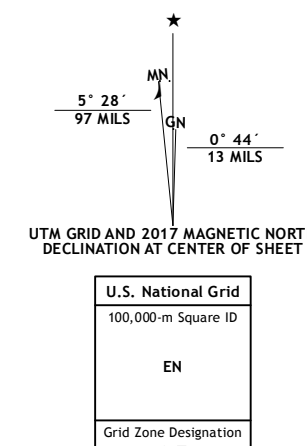 MN.
5° 28´
97 MILS
GN
0° 44´
13 MILS
UTM GRID AND 2017 MAGNETIC NORT
DECLINATION AT CENTER OF SHEET
U.S. National Grid
100,000-m Square ID
EN
Grid Zone Designation